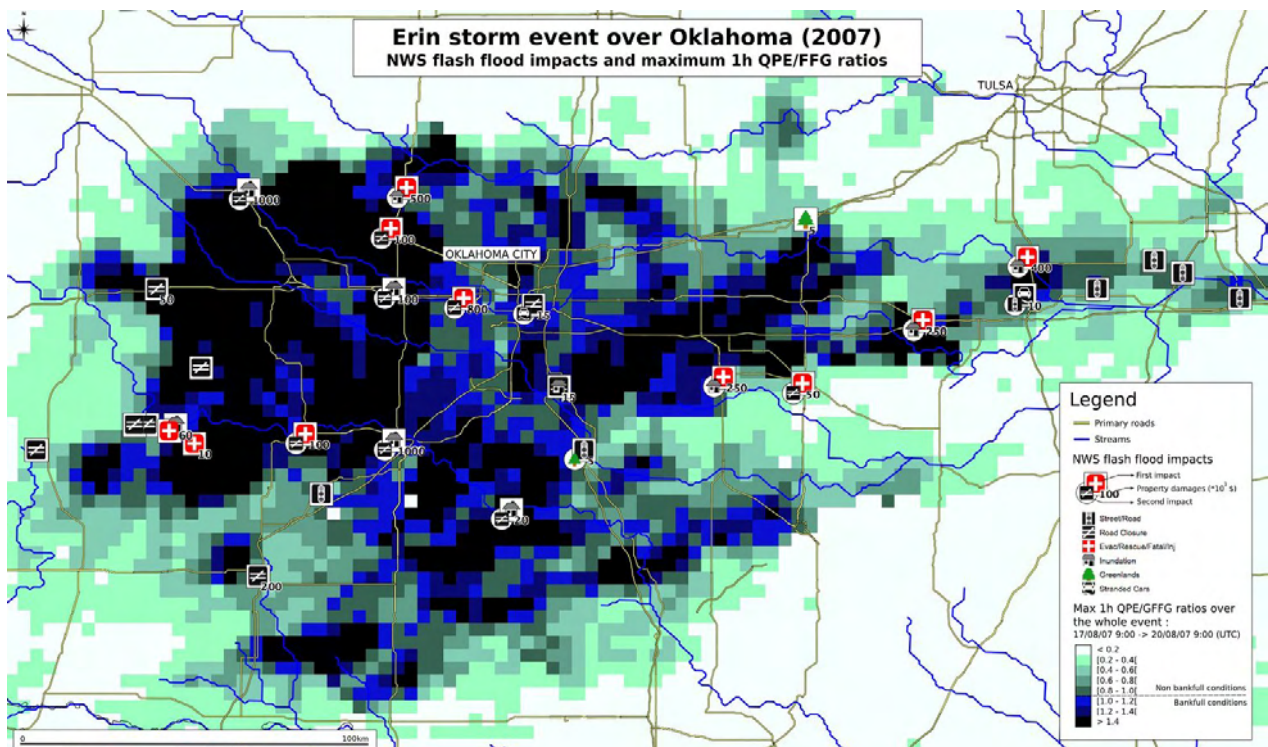 Erin storm event over Oklahoma (2007)
NWS flash flood impacts and maximum 1h QPE/FFG ratios
TULSA
1000
500
5
100
OKLAHOMA CITY
400
50
100
800
15
10
250
250
50
15
60
10
100
1000
5
20
200
Legend
Primary roads
Streams
NWS flash flood impacts
First impact
100
Property damages (*10³ $)
Second impact
Street/Road
Road Closure
Evac/Rescue/Fatal/Inj
Inundation
Greenlands
Stranded Cars
Max 1h QPE/GFFG ratios over
the whole event :
17/08/07 9:00 -> 20/08/07 9:00 (UTC)
< 0.2
[0.2 - 0.4[
[0.4 - 0.6[
[0.6 - 0.8[
[0.8 - 1.0[
Non bankfull conditions
[1.0 - 1.2[
Bankfull conditions
[1.2 - 1.4[
> 1.4
0
100km